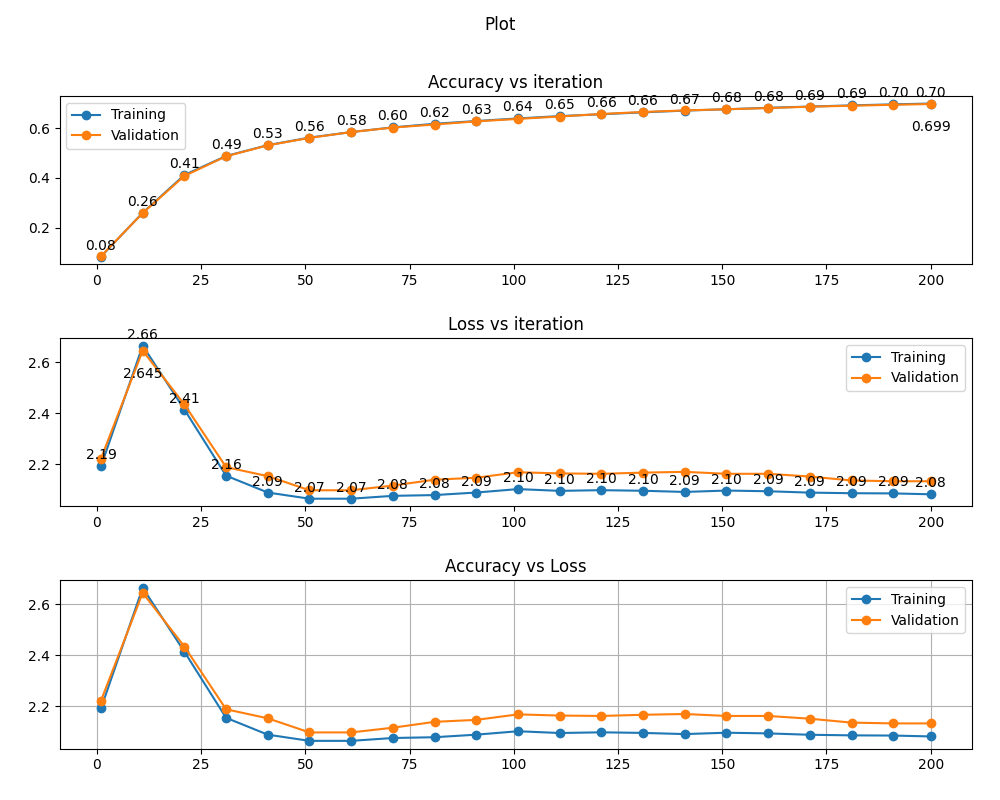 Plot
Accuracy vs iteration
Training
Validation
0.08 0.26 0.41 0.49 0.53 0.56 0.58 0.60 0.62 0.63 0.64 0.65 0.66 0.66 0.67 0.68 0.68 0.69 0.69 0.70 0.70
0.699
0.6
0.4
0.2
0 25 50 75 100 125 150 175 200
Loss vs iteration
Training
Validation
2.19 2.66 2.41 2.16 2.09 2.07 2.07 2.08 2.08 2.09 2.10 2.10 2.10 2.10 2.09 2.10 2.09 2.09 2.09 2.09 2.08
2.645
2.6
2.4
2.2
0 25 50 75 100 125 150 175 200
Accuracy vs Loss
Training
Validation
2.6
2.4
2.2
0 25 50 75 100 125 150 175 200